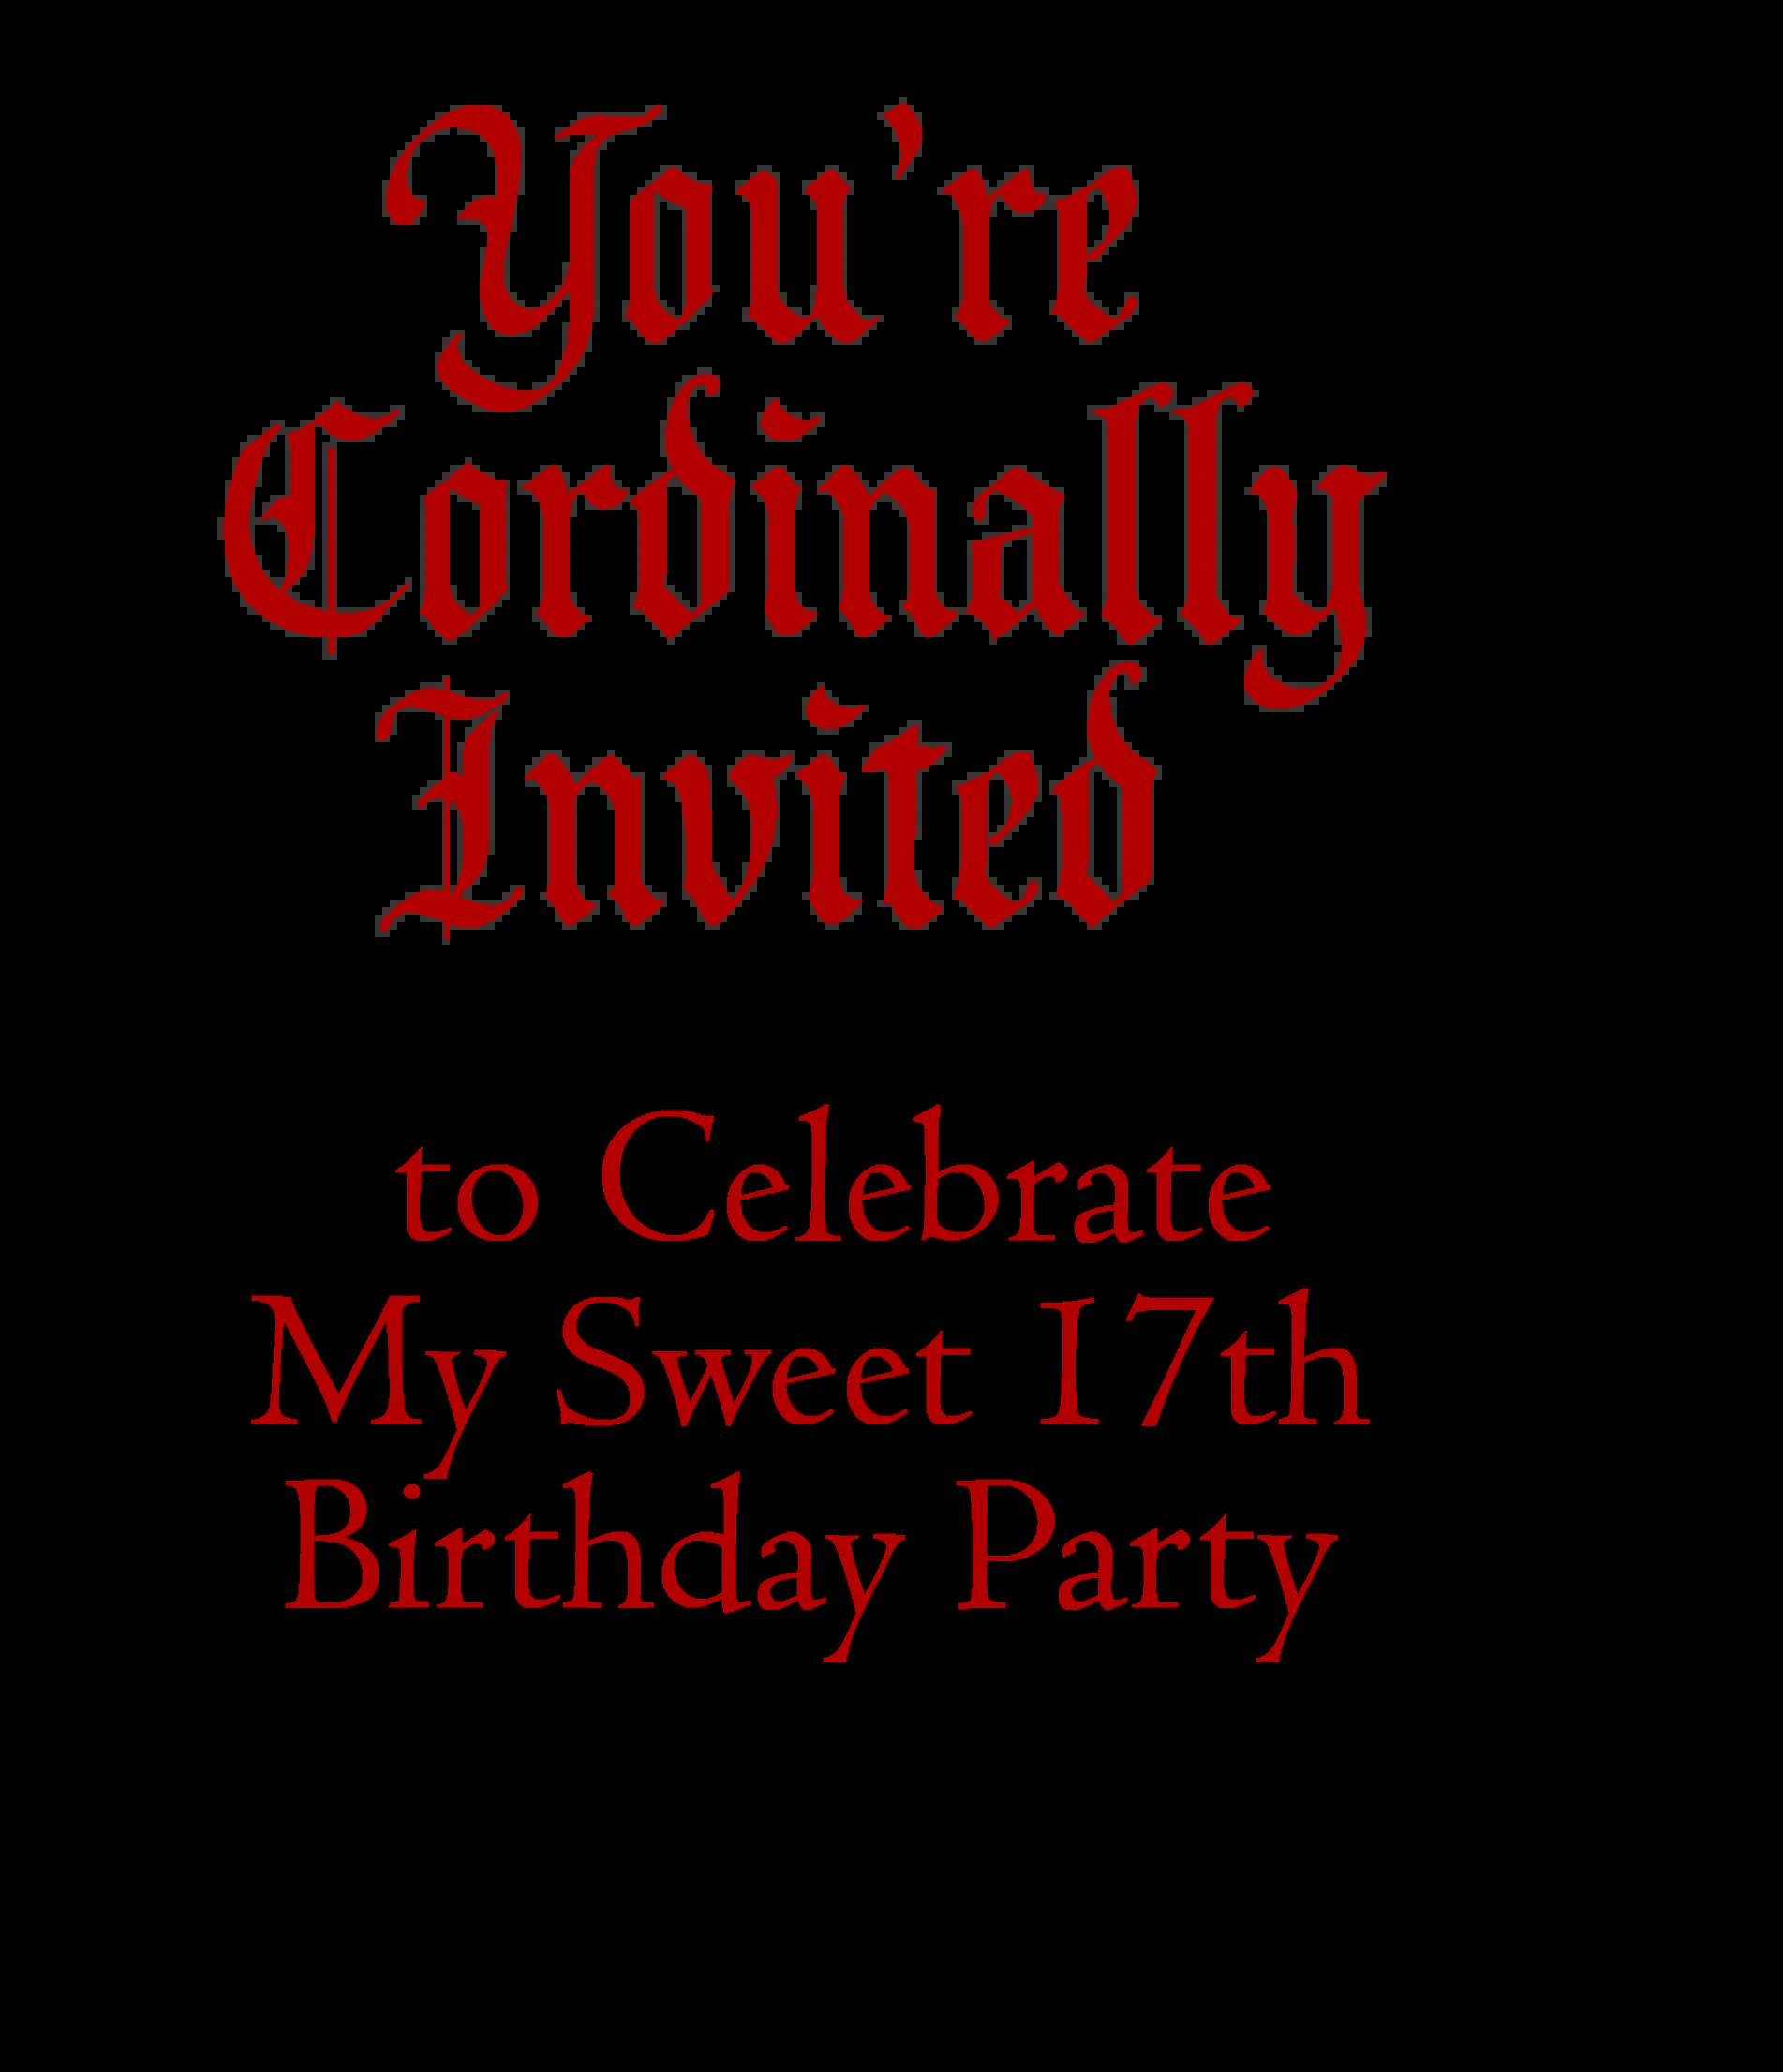 You’re
Cordinally
Invited
to Celebrate
My Sweet 17th
Birthday Party